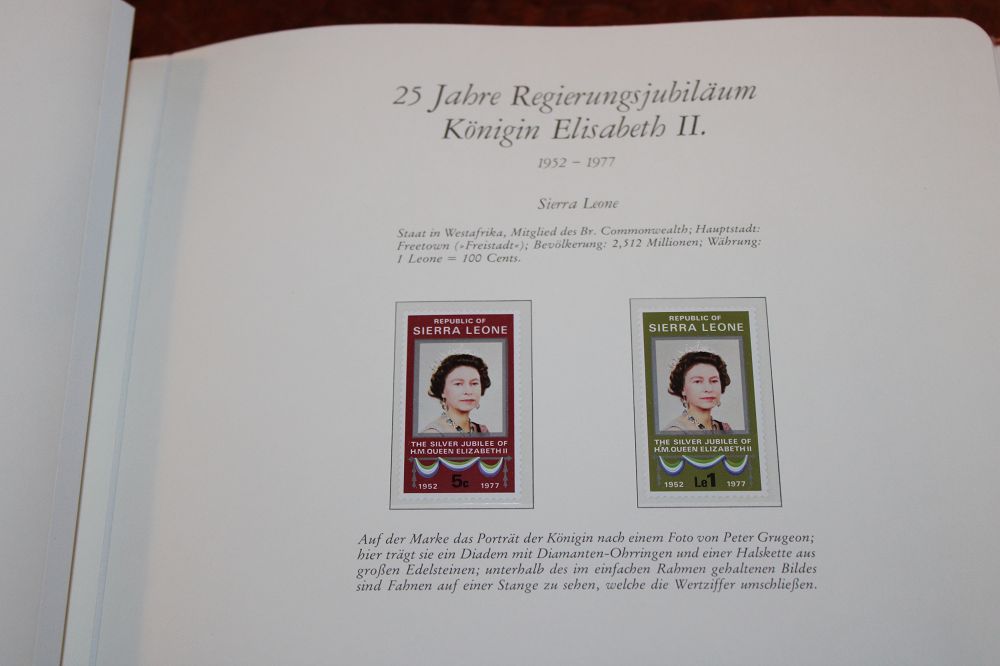 25 Jahre Regierungsjubiläum
Königin Elisabeth II.
1952 – 1977
Sierra Leone
Staat in Westafrika, Mitglied des Br. Commonwealth; Hauptstadt:
Freetown (»Freistadt«); Bevölkerung: 2,512 Millionen; Währung:
1 Leone = 100 Cents.
REPUBLIC OF
SIERRA LEONE
THE SILVER JUBILEE OF
H.M.QUEEN ELIZABETH II
1952 5c 1977
REPUBLIC OF
SIERRA LEONE
THE SILVER JUBILEE OF
H.M.QUEEN ELIZABETH II
1952 Le1 1977
Auf der Marke das Porträt der Königin nach einem Foto von Peter Grugeon;
hier trägt sie ein Diadem mit Diamanten-Ohrringen und einer Halskette aus
großen Edelsteinen; unterhalb des im einfachen Rahmen gehaltenen Bildes
sind Fahnen auf einer Stange zu sehen, welche die Wertziffer umschließen.